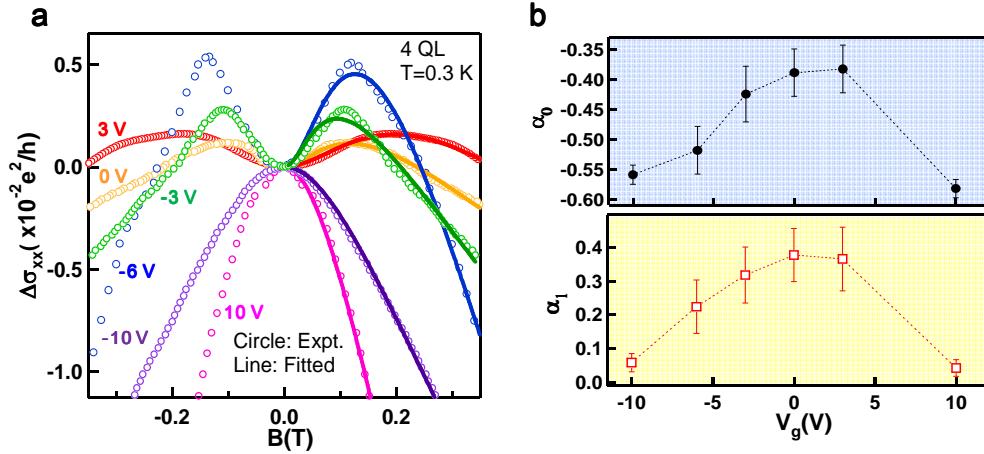 a
4 QL
T=0.3 K
0.5
0.0
-0.5
-1.0
Δσxx( x10⁻² e²/h)
3 V
0 V
-3 V
-6 V
-10 V
10 V
Circle: Expt.
Line: Fitted
-0.2
0.0
0.2
B(T)
b
-0.35
-0.40
-0.45
-0.50
-0.55
-0.60
α0
0.4
0.3
0.2
0.1
0.0
α1
-10
-5
0
5
10
Vg(V)